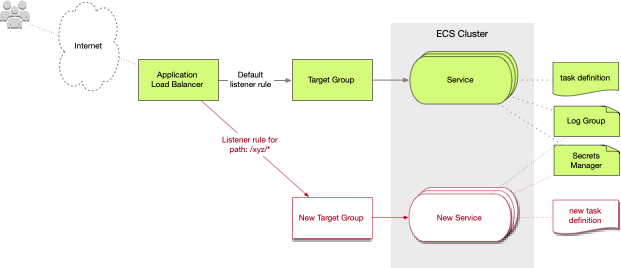 ECS Cluster
Internet
Application
Load Balancer
Default
listener rule
Target Group
Service
task definition
Log Group
Secrets
Manager
Listener rule for
path: /xyz/*
New Target Group
New Service
new task
definition